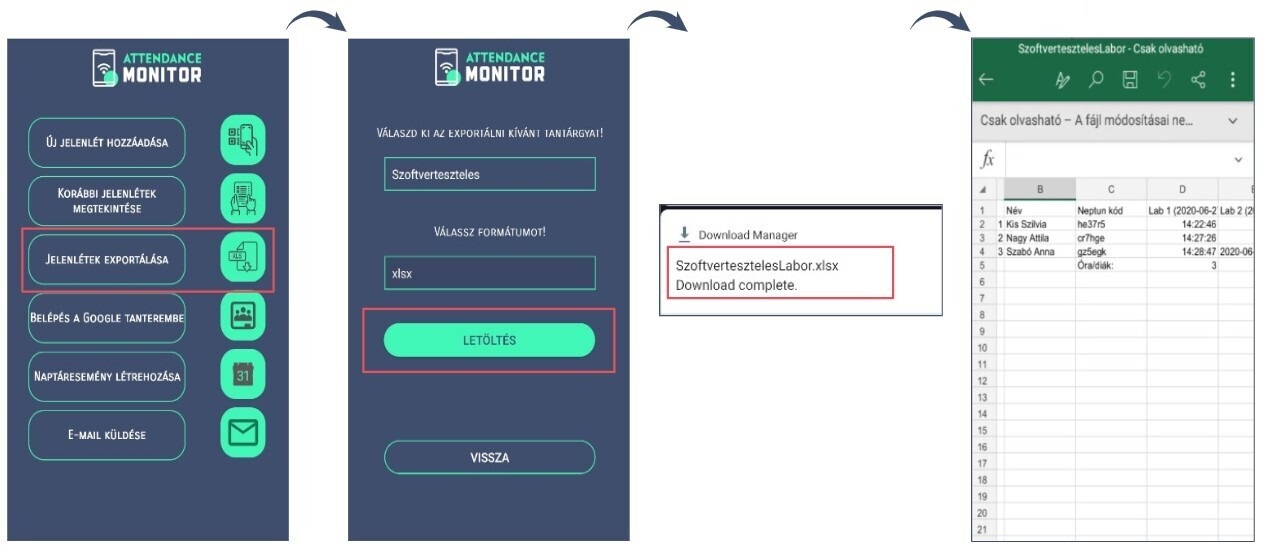 ATTENDANCE
MONITOR
ÚJ JELENLÉT HOZZÁADÁSA
KORÁBBI JELENLÉTEK
MEGTEKINTÉSE
JELENLÉTEK EXPORTÁLÁSA
XLS
BELÉPÉS A GOOGLE TANTEREMBE
NAPTÁRESEMÉNY LÉTREHOZÁSA
31
E-MAIL KÜLDÉSE
ATTENDANCE
MONITOR
VÁLASZD KI AZ EXPORTÁLNI KÍVÁNT TANTÁRGYAT!
Szoftverteszteles
VÁLASSZ FORMÁTUMOT!
xlsx
LETÖLTÉS
VISSZA
Download Manager
SzoftvertesztelesLabor.xlsx
Download complete.
SzoftvertesztelesLabor - Csak olvasható
Csak olvasható – A fájl módosításai ne...
fx
B C D E
1 Név Neptun kód Lab 1 (2020-06-2 Lab 2 (20
2 1 Kis Szilvia he37r5 14:22:46
3 2 Nagy Attila cr7hge 14:27:26
4 3 Szabó Anna gz5egk 14:28:47 2020-06-
5 Óra/diák: 3
6
7
8
9
10
11
12
13
14
15
16
17
18
19
20
21